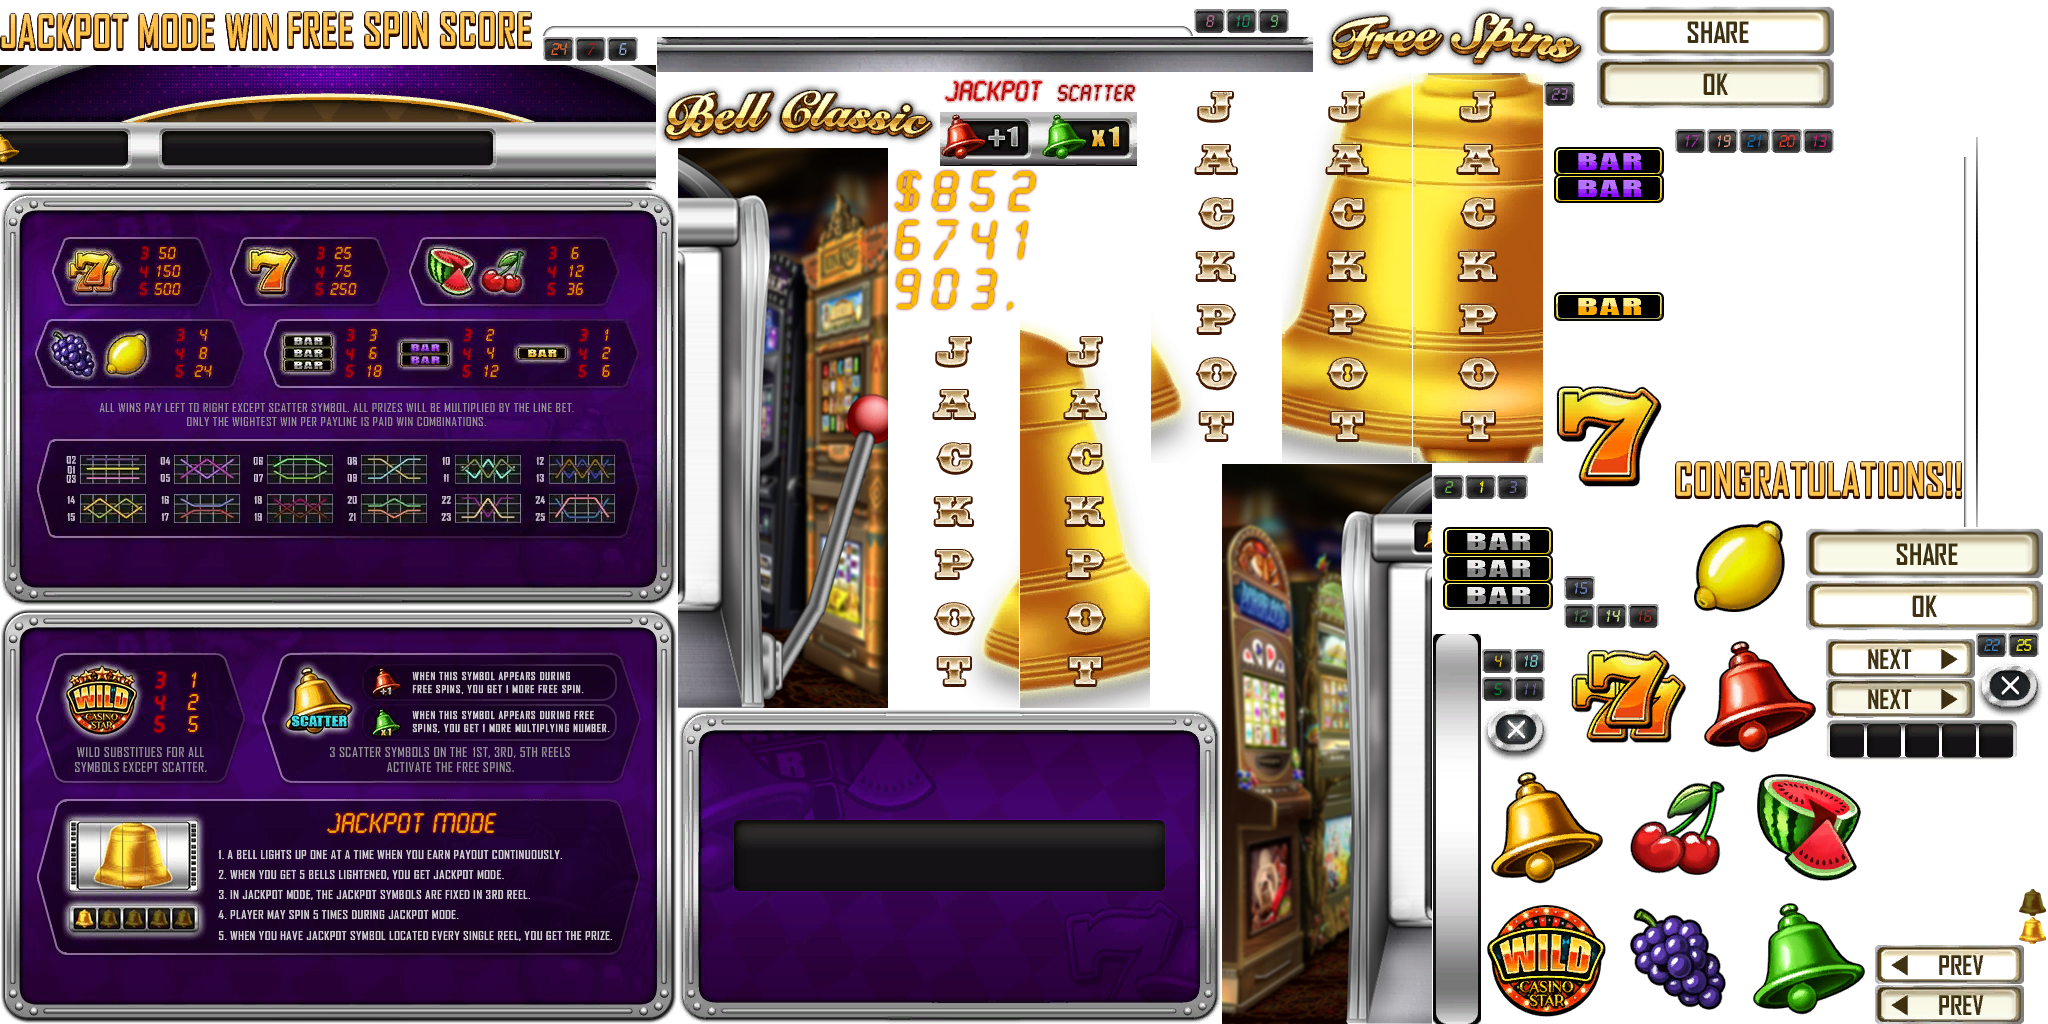 JACKPOT MODE WIN FREE SPIN SCORE
24 7 6
8 10 9
Free Spins
SHARE
OK
Bell Classic
JACKPOT SCATTER
+1 x1
$852
6741
903.
J
A
C
K
P
O
T
J
A
C
K
P
O
T
J
A
C
K
P
O
T
J
A
C
K
P
O
T
J
A
C
K
P
O
T
23
17 19 21 20 13
BAR
BAR
BAR
7
CONGRATULATIONS!!
2 1 3
BAR
BAR
BAR
15
12 14 16
SHARE
OK
4 18
5 11
77
NEXT
NEXT
22 25
WILD
CASINO
STAR
PREV
PREV
77
3 50
4 150
5 500
7
3 25
4 75
5 250
3 6
4 12
5 36
3 4
4 8
5 24
BAR
BAR
BAR
3 3
4 6
5 18
BAR
BAR
3 2
4 4
5 12
BAR
3 1
4 2
5 6
ALL WINS PAY LEFT TO RIGHT EXCEPT SCATTER SYMBOL. ALL PRIZES WILL BE MULTIPLIED BY THE LINE BET.
ONLY THE WIGHTEST WIN PER PAYLINE IS PAID WIN COMBINATIONS.
02 01 03
04 05
06 07
08 09
10 11
12 13
14 15
16 17
18 19
20 21
22 23
24 25
WILD
CASINO
STAR
3 1
4 2
5 5
WILD SUBSTITUES FOR ALL
SYMBOLS EXCEPT SCATTER.
SCATTER
+1
WHEN THIS SYMBOL APPEARS DURING
FREE SPINS, YOU GET 1 MORE FREE SPIN.
x1
WHEN THIS SYMBOL APPEARS DURING FREE
SPINS, YOU GET 1 MORE MULTIPLYING NUMBER.
3 SCATTER SYMBOLS ON THE 1ST, 3RD, 5TH REELS
ACTIVATE THE FREE SPINS.
JACKPOT MODE
1. A BELL LIGHTS UP ONE AT A TIME WHEN YOU EARN PAYOUT CONTINUOUSLY.
2. WHEN YOU GET 5 BELLS LIGHTENED, YOU GET JACKPOT MODE.
3. IN JACKPOT MODE, THE JACKPOT SYMBOLS ARE FIXED IN 3RD REEL.
4. PLAYER MAY SPIN 5 TIMES DURING JACKPOT MODE.
5. WHEN YOU HAVE JACKPOT SYMBOL LOCATED EVERY SINGLE REEL, YOU GET THE PRIZE.